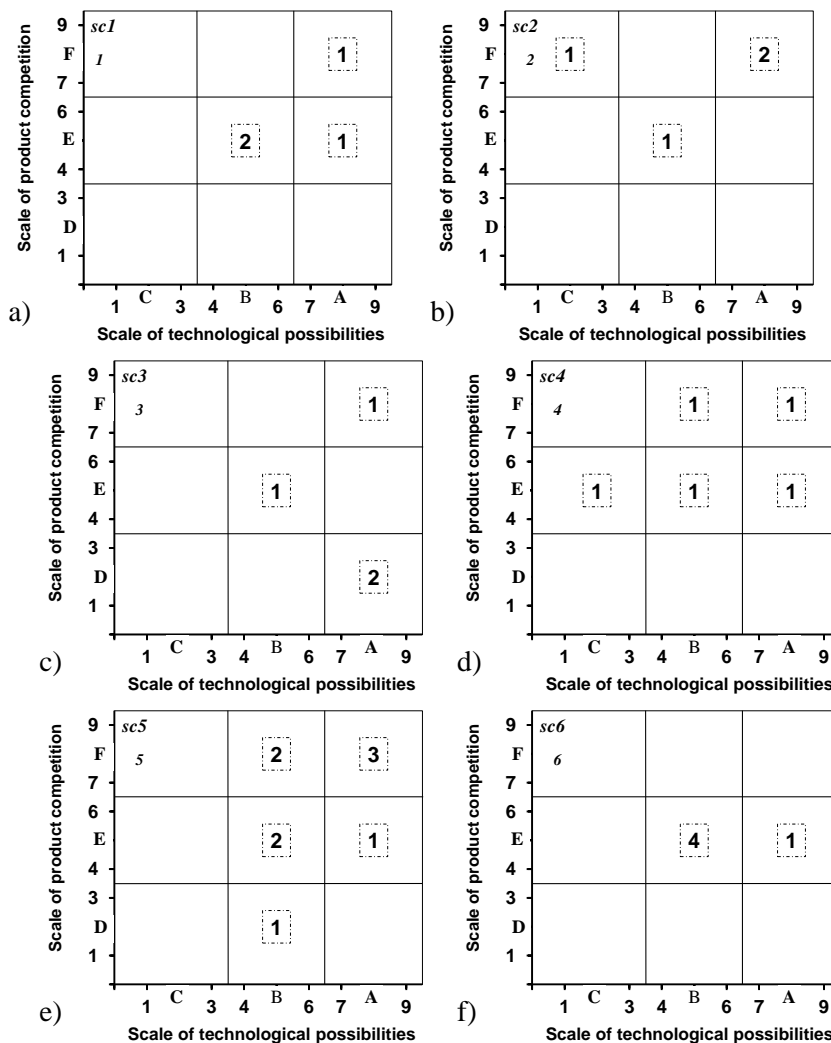 Scale of product competition
9 sc1
F 1 1
7
6
E 2 1
4
3
D
1
1 C 3 4 B 6 7 A 9
a) Scale of technological possibilities
Scale of product competition
9 sc2
F 2 1 2
7
6
E 1
4
3
D
1
1 C 3 4 B 6 7 A 9
b) Scale of technological possibilities
Scale of product competition
9 sc3
F 3 1
7
6
E 1
4
3
D 2
1
1 C 3 4 B 6 7 A 9
c) Scale of technological possibilities
Scale of product competition
9 sc4
F 4 1 1
7
6
E 1 1 1
4
3
D
1
1 C 3 4 B 6 7 A 9
d) Scale of technological possibilities
Scale of product competition
9 sc5
F 5 2 3
7
6
E 2 1
4
3
D 1
1
1 C 3 4 B 6 7 A 9
e) Scale of technological possibilities
Scale of product competition
9 sc6
F 6
7
6
E 4 1
4
3
D
1
1 C 3 4 B 6 7 A 9
f) Scale of technological possibilities